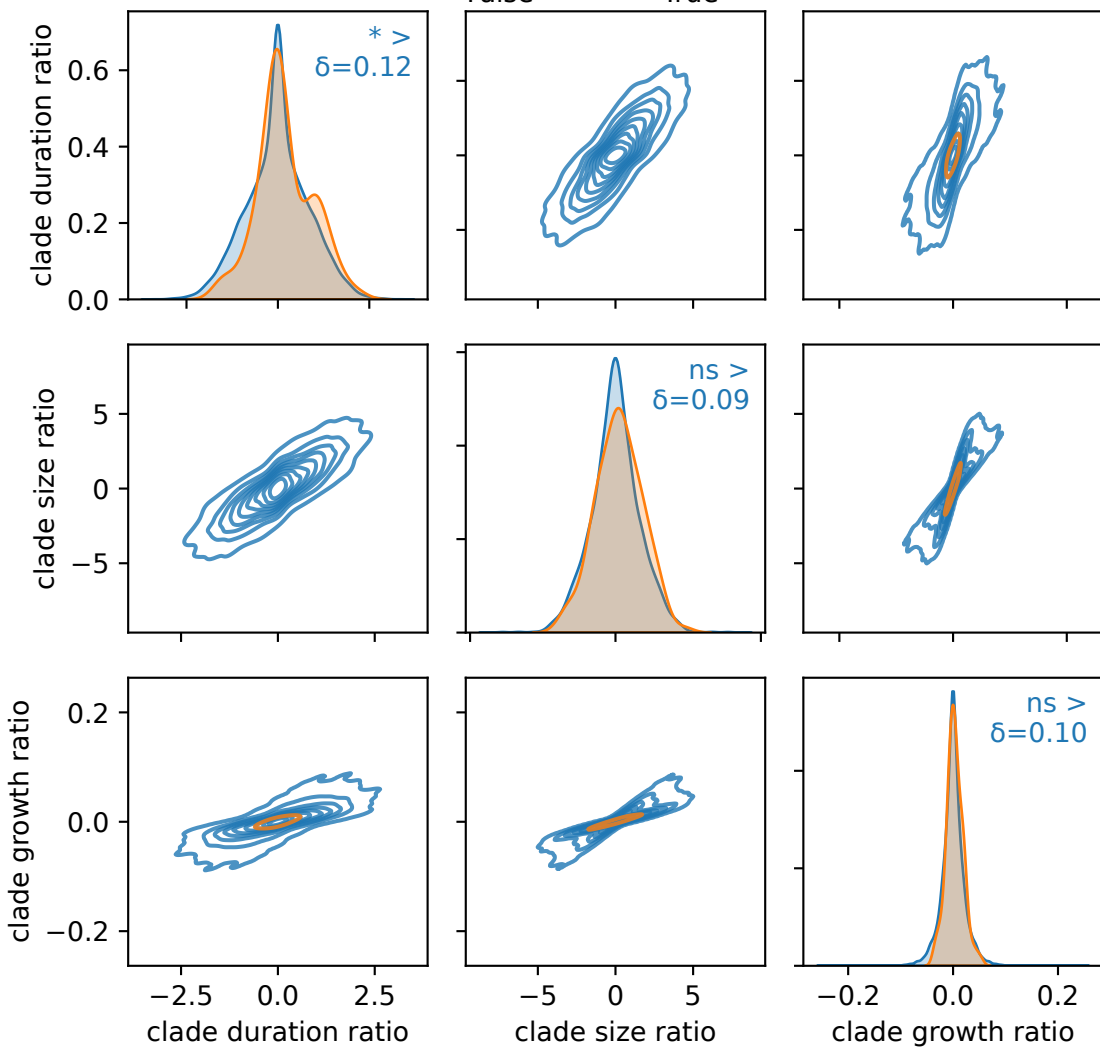 clade duration ratio
0.6
0.4
0.2
0.0
* >
δ=0.12
clade size ratio
5
0
−5
ns >
δ=0.09
clade growth ratio
0.2
0.0
−0.2
ns >
δ=0.10
−2.5
0.0
2.5
−5
0
5
−0.2
0.0
0.2
clade duration ratio
clade size ratio
clade growth ratio